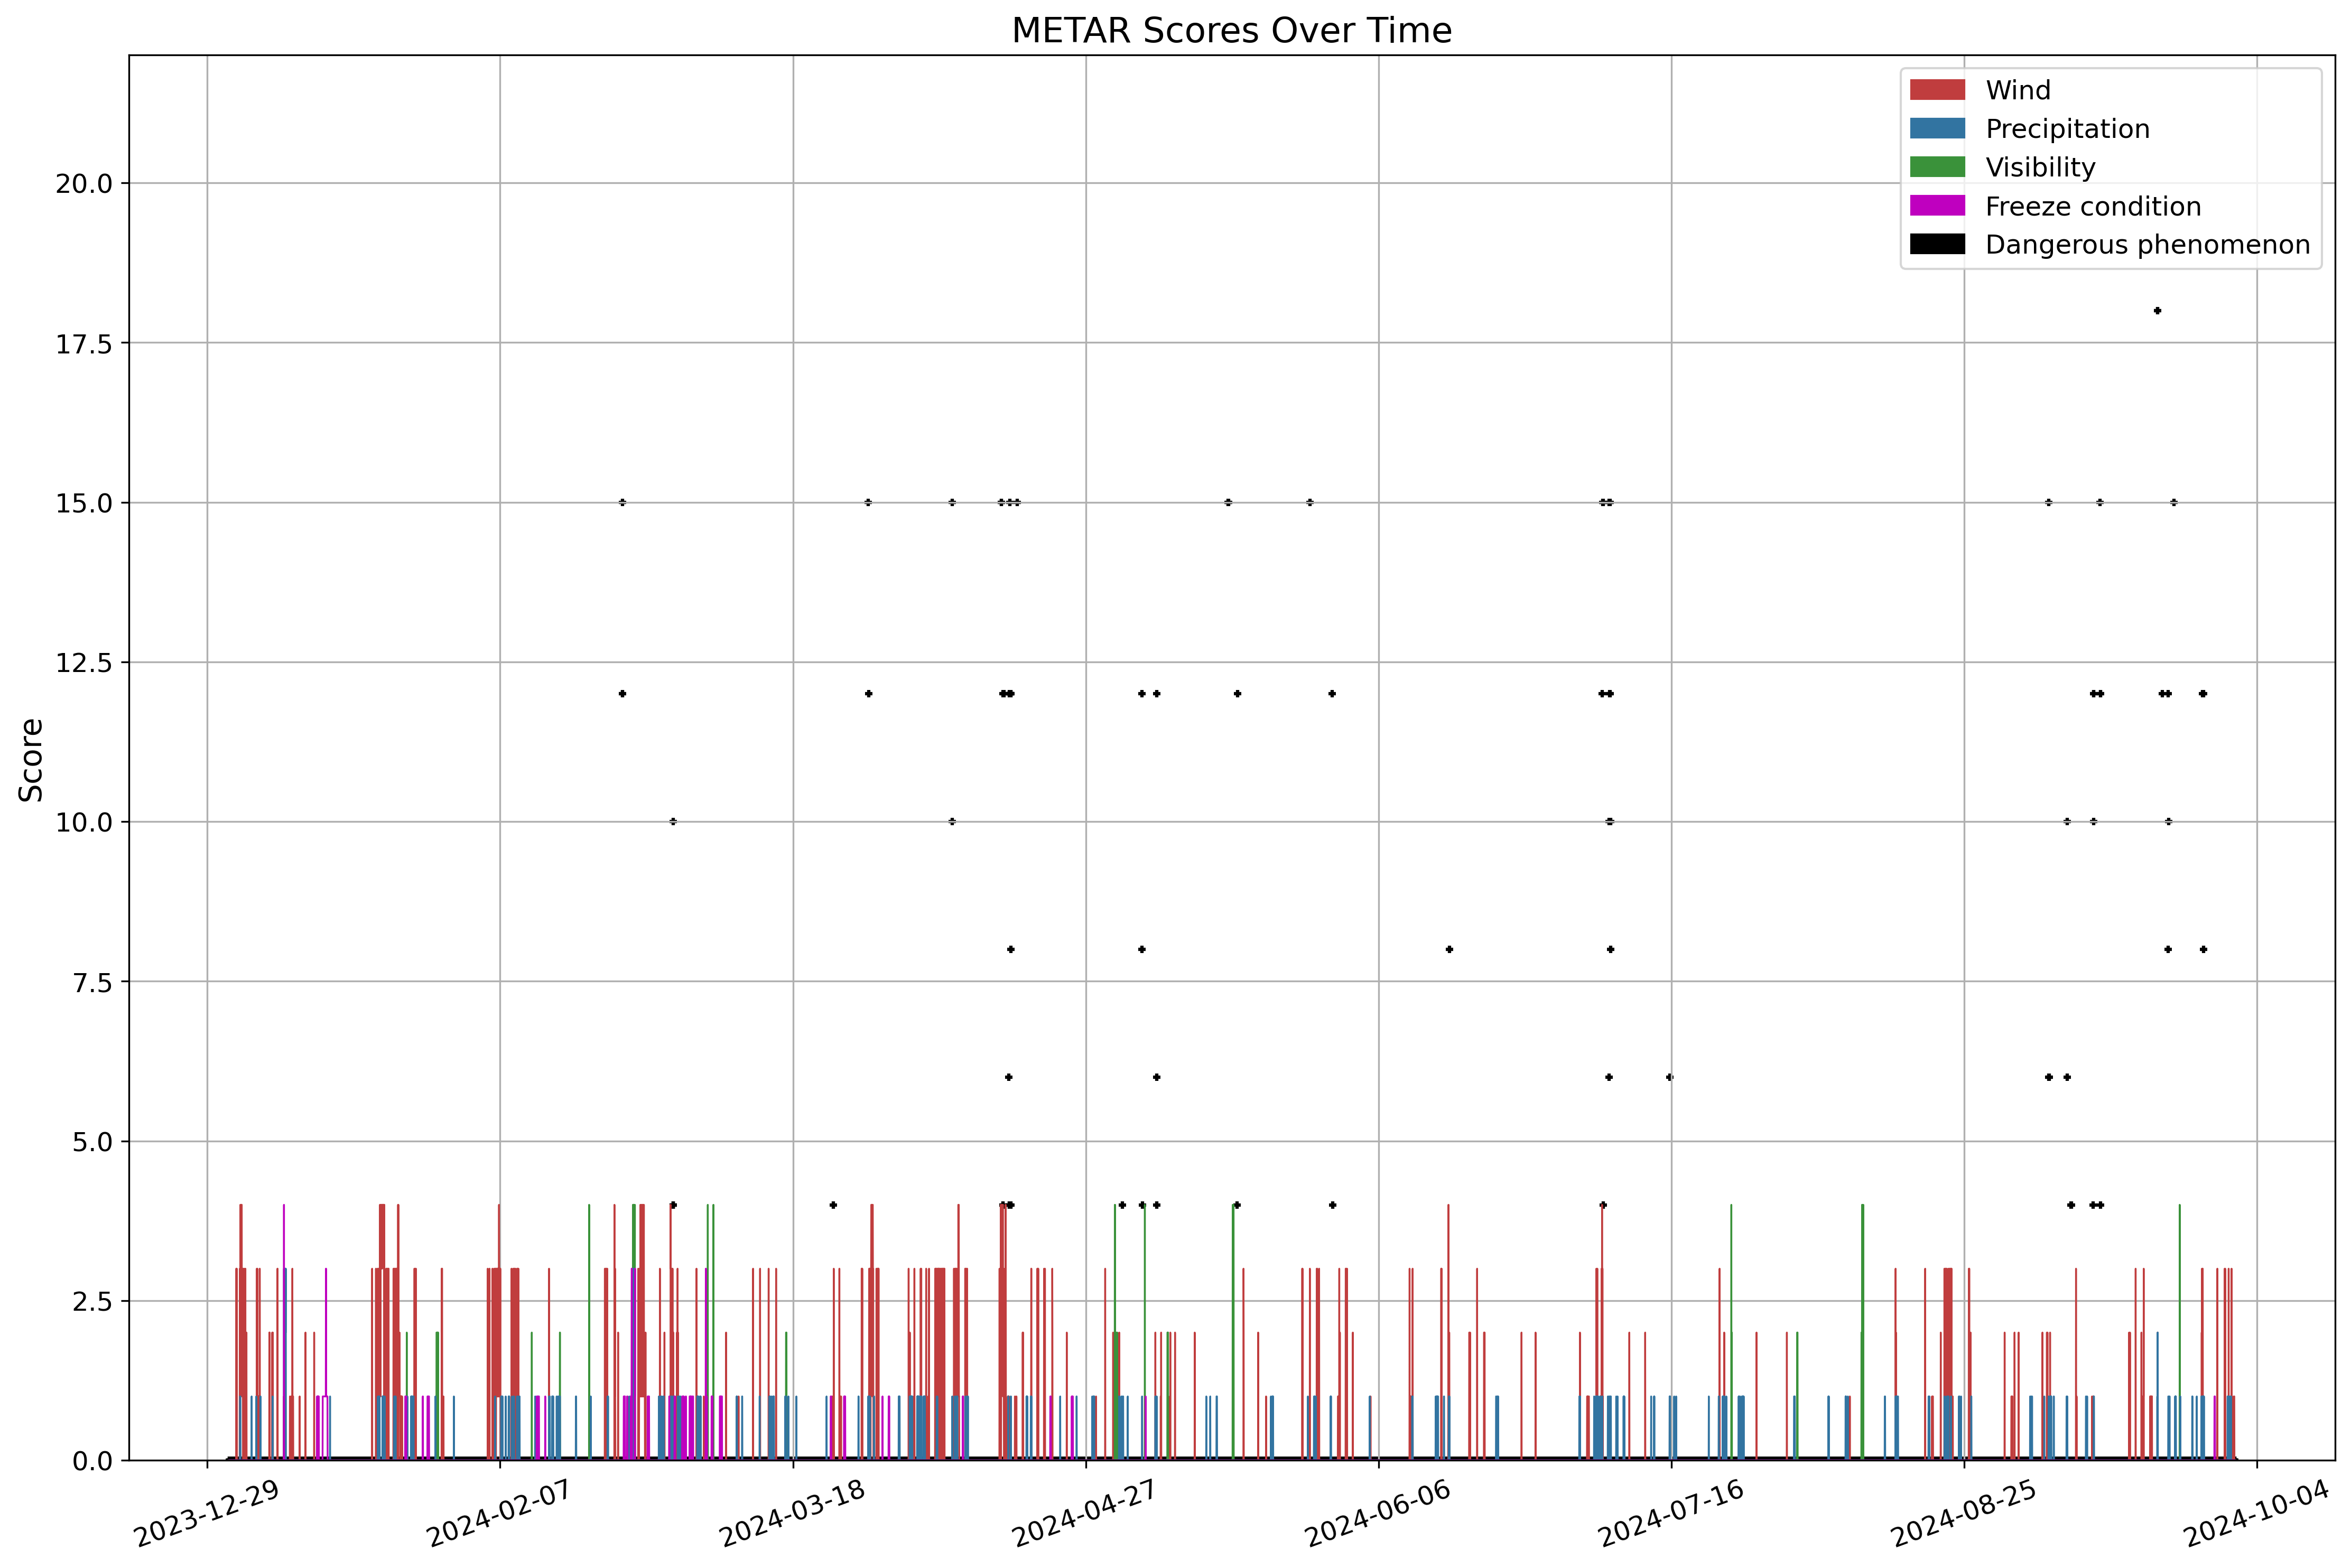 METAR Scores Over Time
Wind
Precipitation
Visibility
Freeze condition
Dangerous phenomenon
Score
20.0
17.5
15.0
12.5
10.0
7.5
5.0
2.5
0.0
2023-12-29
2024-02-07
2024-03-18
2024-04-27
2024-06-06
2024-07-16
2024-08-25
2024-10-04